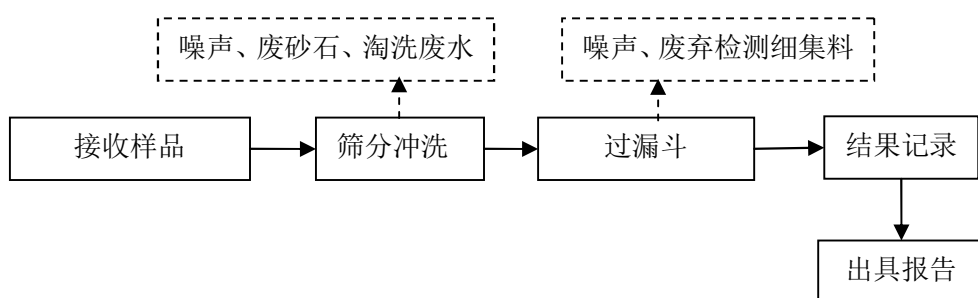 噪声、废砂石、淘洗废水
噪声、废弃检测细集料
接收样品
筛分冲洗
过漏斗
结果记录
出具报告